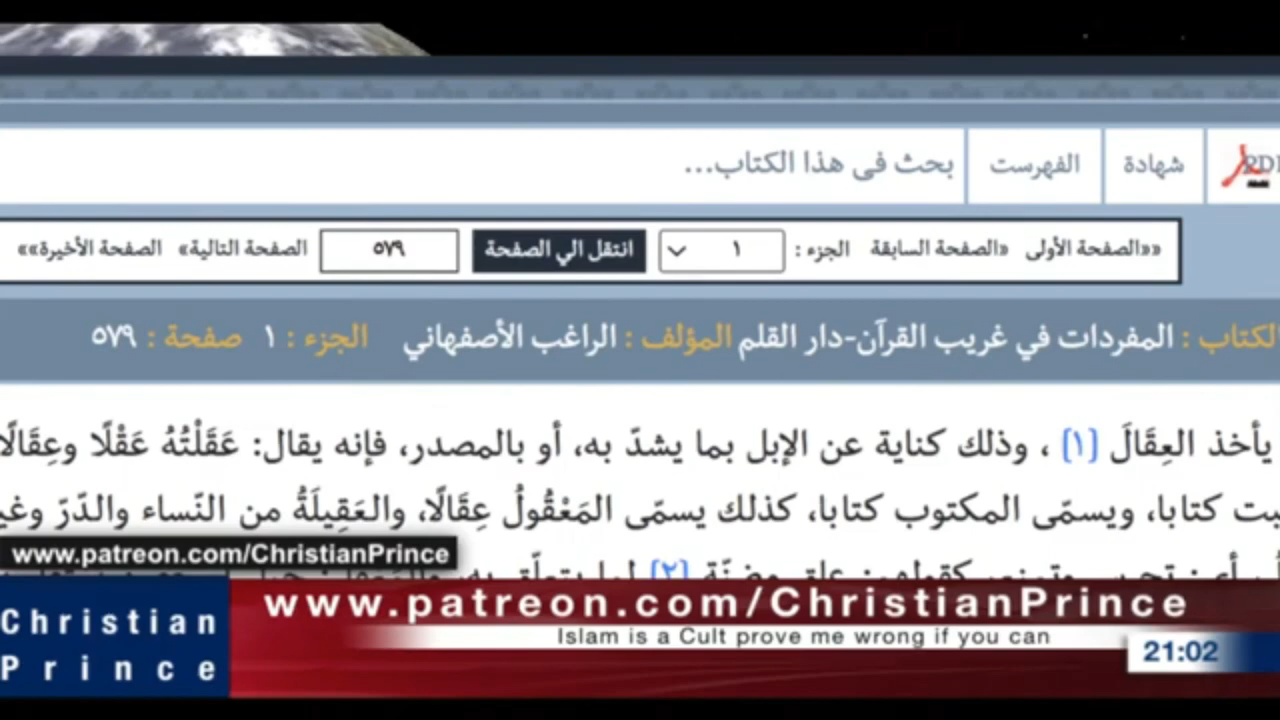 بحث فى هذا الكتاب... الفهرست شهادة
««الصفحة الأولى «الصفحة السابقة الجزء : ١ انتقل الي الصفحة ٥٧٩ الصفحة التالية» الصفحة الأخيرة»»
لكتاب : المفردات في غريب القرآن-دار القلم المؤلف : الراغب الأصفهاني الجزء : ١ صفحة : ٥٧٩
يأخذ العِقَالَ (١) ، وذلك كناية عن الإبل بما يشدّ به، أو بالمصدر، فإنه يقال: عَقَلْتُهُ عَقْلًا وعِقَالًا
كتابا، ويسمّى المكتوب كتابا، كذلك يسمّى المَعْقُولُ عِقَالًا، والعَقِيلَةُ من النّساء والدّرّ
www.patreon.com/ChristianPrince
www.patreon.com/ChristianPrince
Islam is a Cult prove me wrong if you can
Christian
Prince
21:02